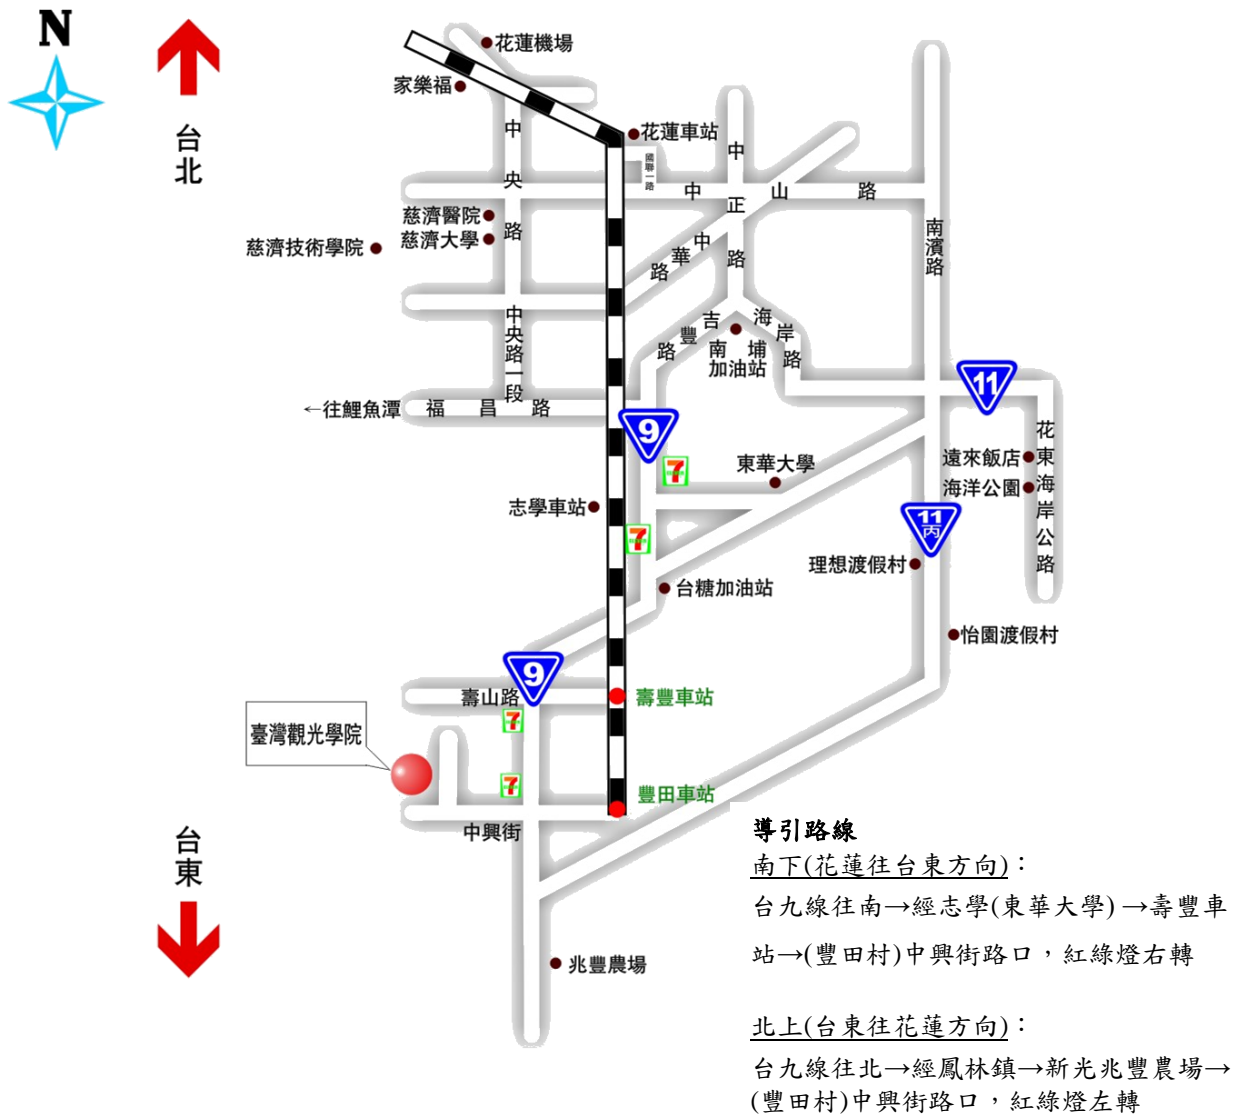 N
台北
花蓮機場
家樂福
花蓮車站
國聯一路
中央路
中正路
中山路
慈濟醫院
慈濟大學
慈濟技術學院
中華路
南濱路
中央路一段
吉豐路
海岸路
南埔
加油站
←往鯉魚潭
福昌路
11
9
7
東華大學
花東海岸公路
遠來飯店
海洋公園
志學車站
7
11
丙
理想渡假村
台糖加油站
怡園渡假村
9
壽山路
壽豐車站
7
臺灣觀光學院
7
豐田車站
中興街
台東
兆豐農場
導引路線
南下(花蓮往台東方向)：
台九線往南→經志學(東華大學)→壽豐車
站→(豐田村)中興街路口，紅綠燈右轉
北上(台東往花蓮方向)：
台九線往北→經鳳林鎮→新光兆豐農場→
(豐田村)中興街路口，紅綠燈左轉